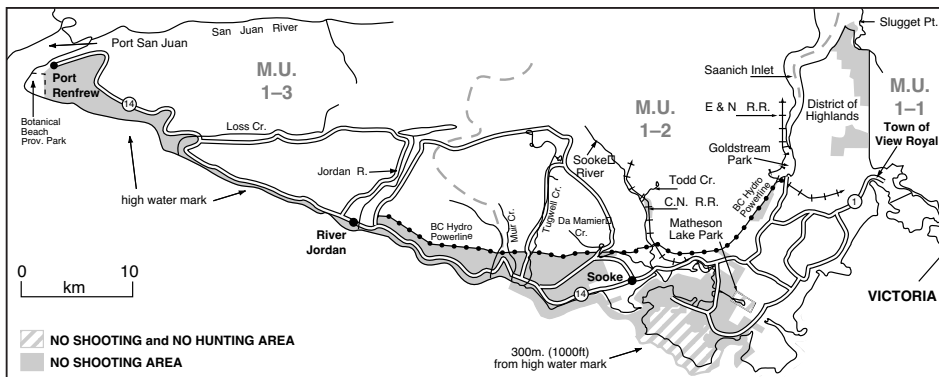 Slugget Pt.
San Juan River
Port San Juan
M.U.
1–3
Saanich Inlet
M.U.
1–1
Port
Renfrew
14
M.U.
1–2
E & N R.R.
District of
Highlands
Town of
View Royal
Botanical
Beach
Prov. Park
Loss Cr.
Goldstream
Park
Sooke
River
Jordan R.
Todd Cr.
high water mark
Tugwell Cr.
C.N. R.R.
BC Hydro
Powerline
1
Muir Cr.
Da Mamiel
Cr.
Matheson
Lake Park
River
Jordan
BC Hydro
Powerline
0 10
km
Sooke
14
VICTORIA
NO SHOOTING and NO HUNTING AREA
NO SHOOTING AREA
300m. (1000ft)
from high water mark